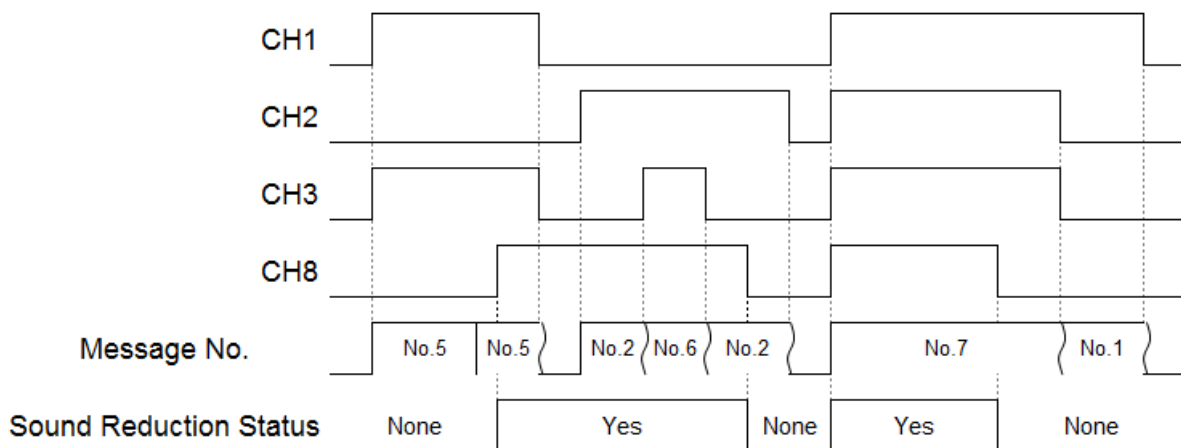 CH1
CH2
CH3
CH8
Message No. No.5 No.5 No.2 No.6 No.2 No.7 No.1
Sound Reduction Status None Yes None Yes None